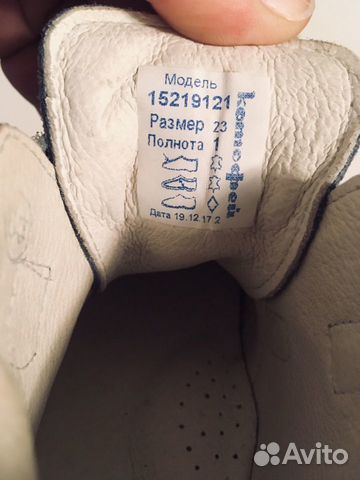 Модель
15219121
Размер 23
Полнота 1
Дата 19.12.17 2
Avito